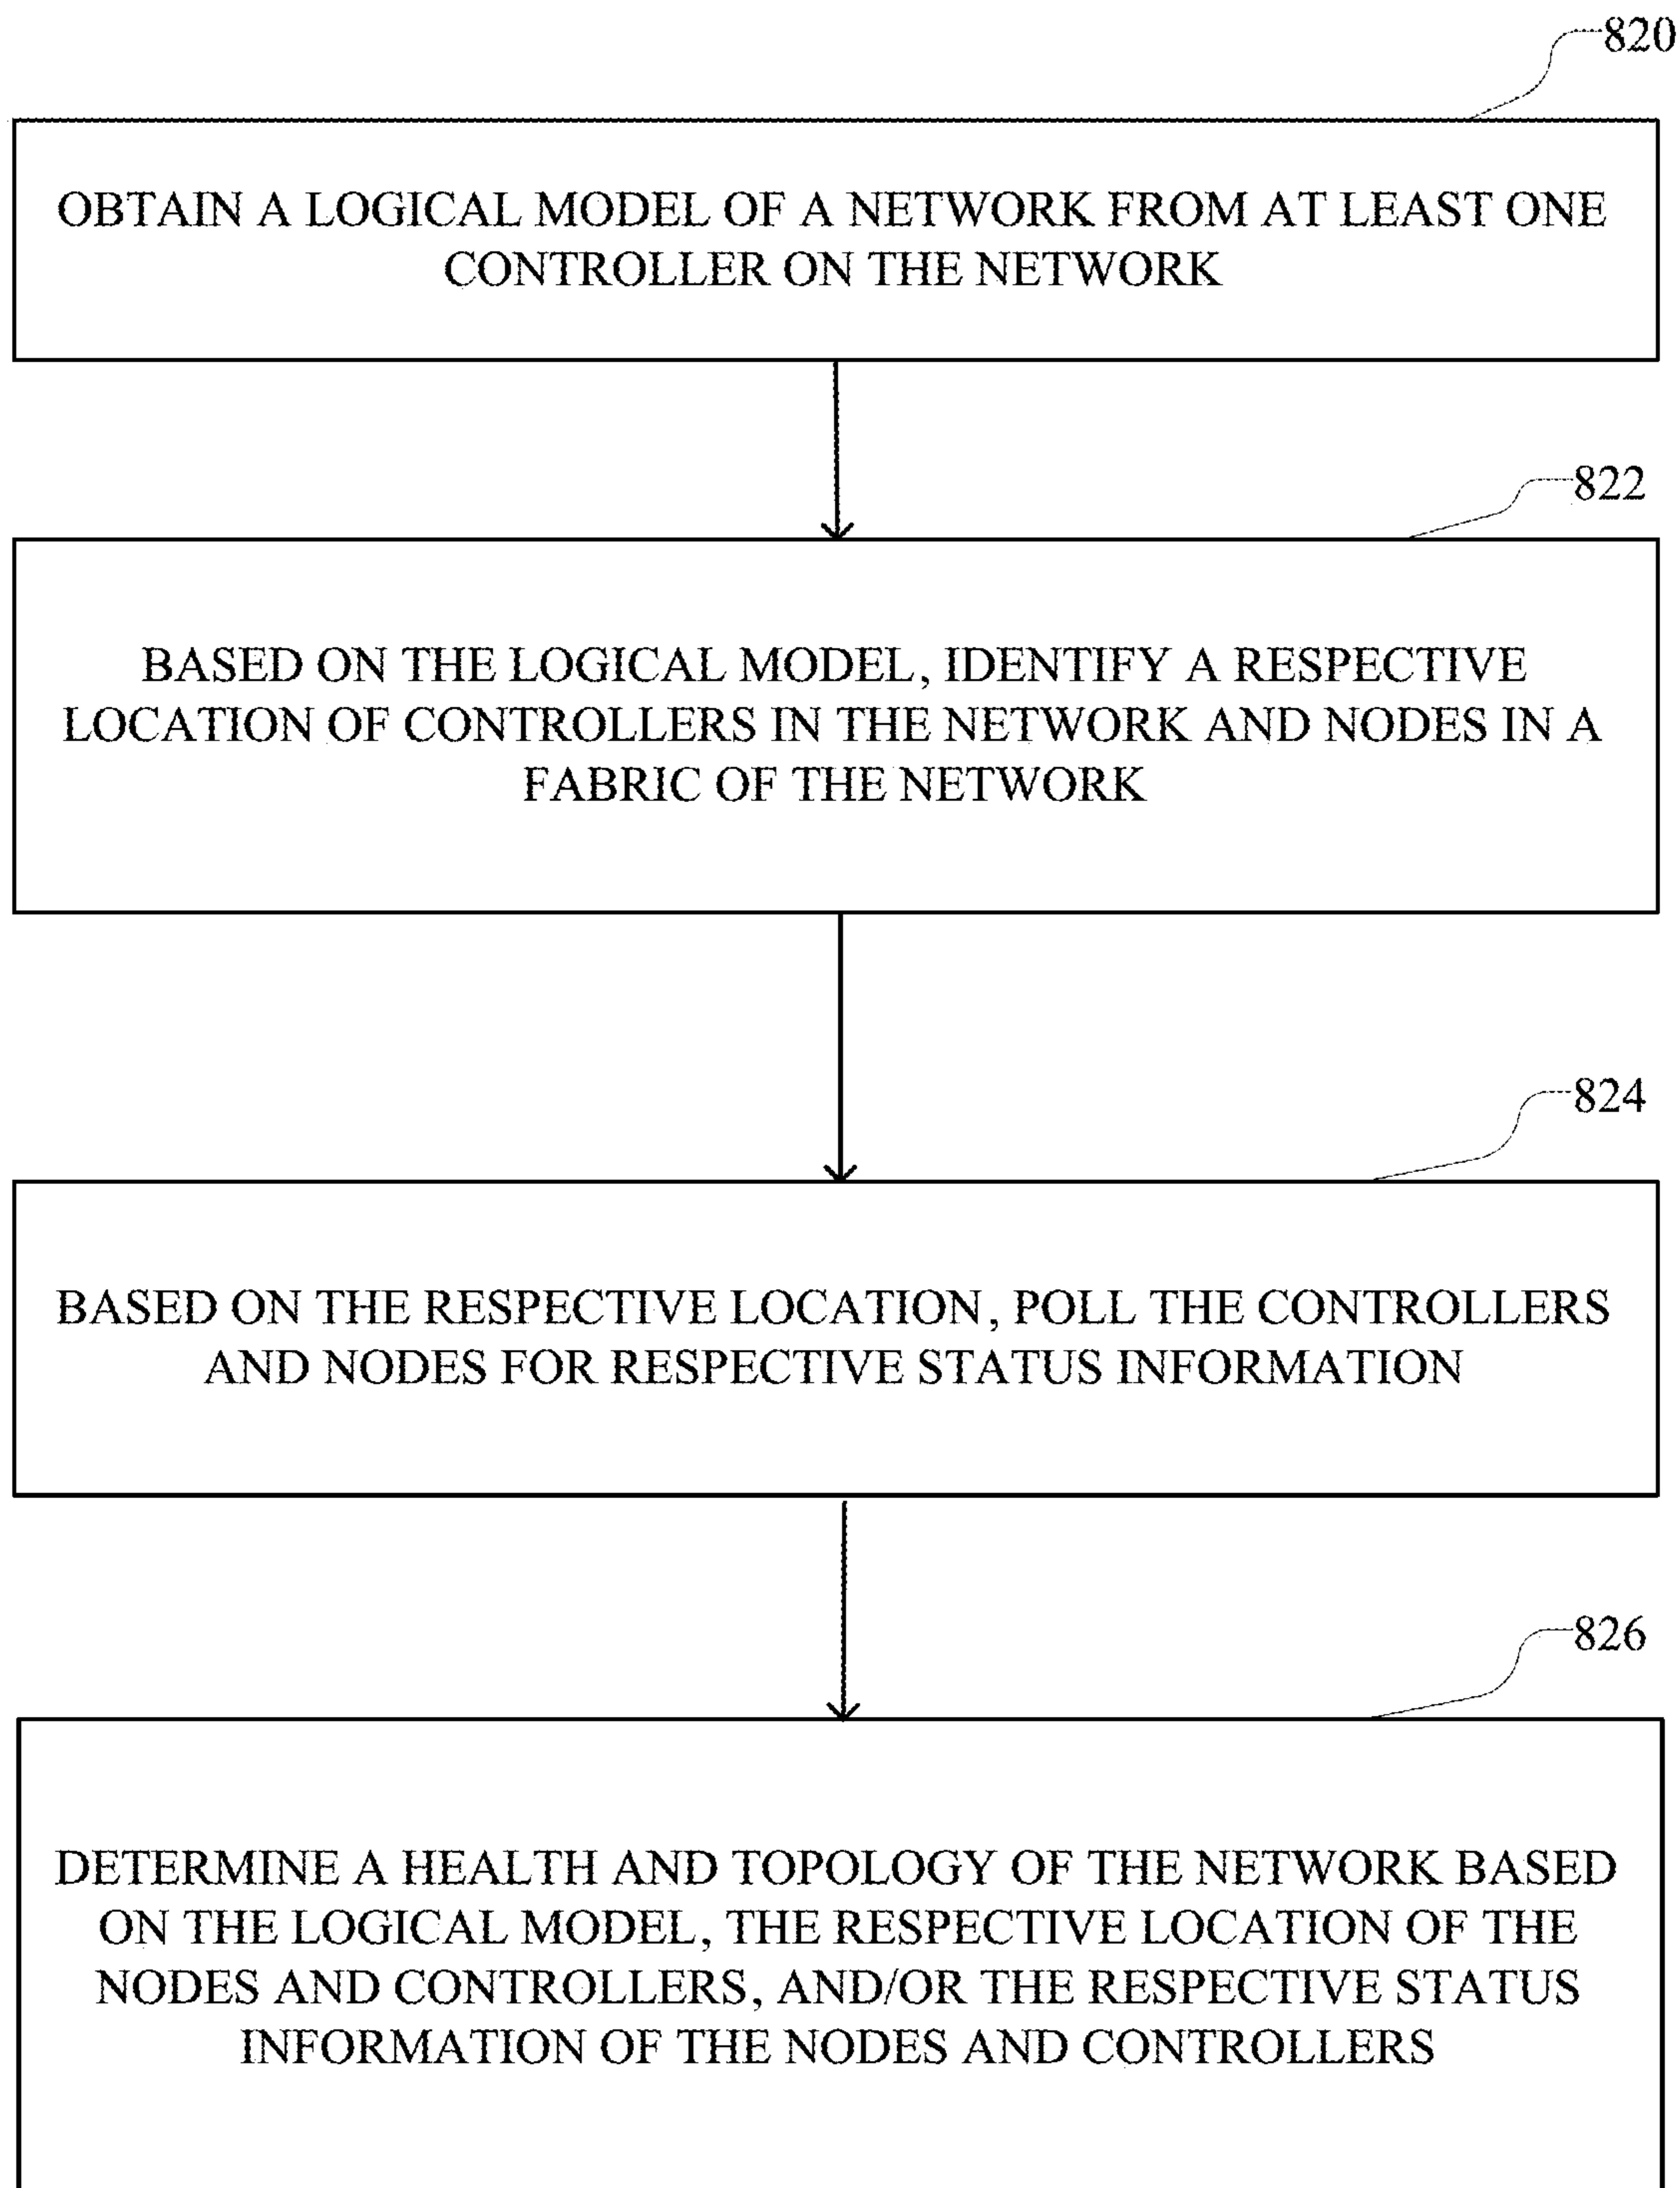 820
OBTAIN A LOGICAL MODEL OF A NETWORK FROM AT LEAST ONE
CONTROLLER ON THE NETWORK
822
BASED ON THE LOGICAL MODEL, IDENTIFY A RESPECTIVE
LOCATION OF CONTROLLERS IN THE NETWORK AND NODES IN A
FABRIC OF THE NETWORK
824
BASED ON THE RESPECTIVE LOCATION, POLL THE CONTROLLERS
AND NODES FOR RESPECTIVE STATUS INFORMATION
826
DETERMINE A HEALTH AND TOPOLOGY OF THE NETWORK BASED
ON THE LOGICAL MODEL, THE RESPECTIVE LOCATION OF THE
NODES AND CONTROLLERS, AND/OR THE RESPECTIVE STATUS
INFORMATION OF THE NODES AND CONTROLLERS